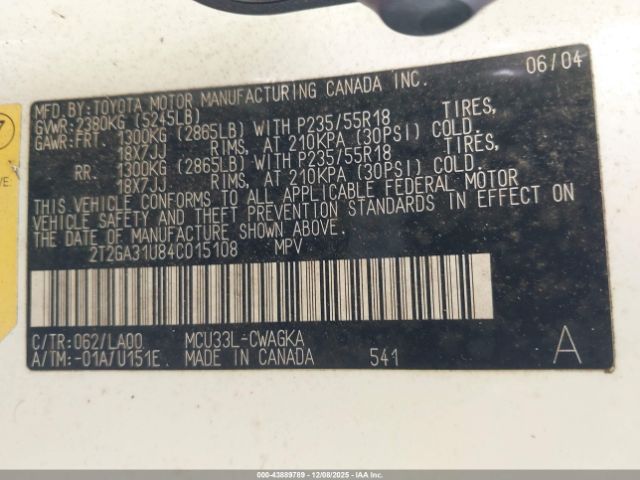 MFD.BY:TOYOTA MOTOR MANUFACTURING CANADA INC. 06/04
GVWR:2380KG (5245LB)
GAWR:FRT. 1300KG (2865LB) WITH P235/55R18 TIRES,
18X7JJ RIMS, AT 210KPA (30PSI) COLD.
RR. 1300KG (2865LB) WITH P235/55R18 TIRES,
18X7JJ RIMS, AT 210KPA (30PSI) COLD.
THIS VEHICLE CONFORMS TO ALL APPLICABLE FEDERAL MOTOR
VEHICLE SAFETY AND THEFT PREVENTION STANDARDS IN EFFECT ON
THE DATE OF MANUFACTURE SHOWN ABOVE.
2T2GA31U84C015108 MPV
C/TR:062/LA00 MCU33L-CWAGKA
A/TM:-01A/U151E MADE IN CANADA 541 A
7
VE.
000-43889769 | 12/08/2025 | IAA Inc.